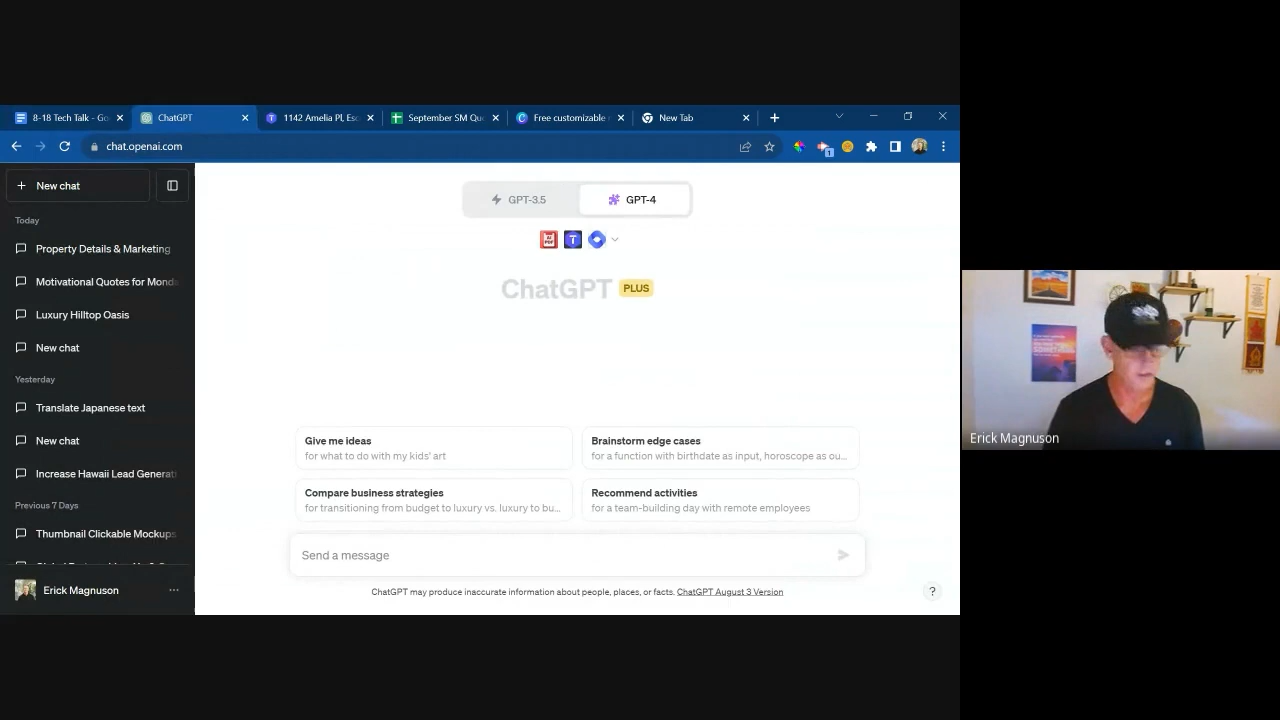 8-18 Tech Talk - Go
ChatGPT
1142 Amelia Pl, Esc
September SM Quo
Free customizable
New Tab
chat.openai.com
1
New chat
GPT-3.5
GPT-4
Today
Property Details & Marketing
Motivational Quotes for Monda
Luxury Hilltop Oasis
New chat
Yesterday
Translate Japanese text
New chat
Increase Hawaii Lead Generati
Previous 7 Days
Thumbnail Clickable Mockups
Erick Magnuson
PDF
T
ChatGPT PLUS
Give me ideas
for what to do with my kids' art
Brainstorm edge cases
for a function with birthdate as input, horoscope as ou...
Compare business strategies
for transitioning from budget to luxury vs. luxury to bu...
Recommend activities
for a team-building day with remote employees
Send a message
ChatGPT may produce inaccurate information about people, places, or facts. ChatGPT August 3 Version
?
Erick Magnuson